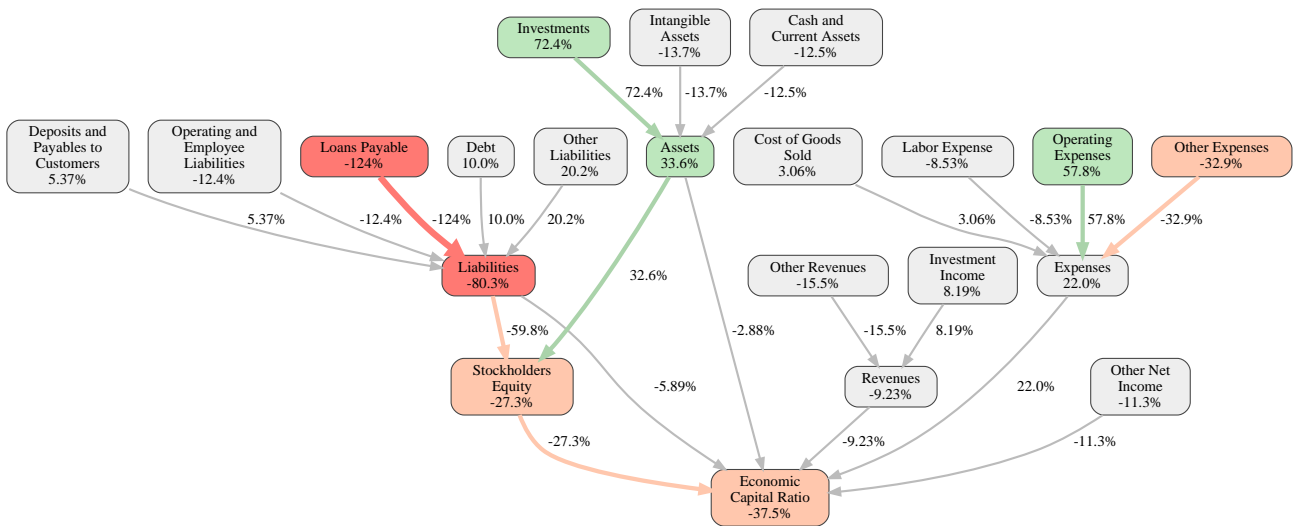 Investments
72.4%
Intangible
Assets
-13.7%
Cash and
Current Assets
-12.5%
72.4%
-13.7%
-12.5%
Deposits and
Payables to
Customers
5.37%
Operating and
Employee
Liabilities
-12.4%
Loans Payable
-124%
Debt
10.0%
Other
Liabilities
20.2%
Assets
33.6%
Cost of Goods
Sold
3.06%
Labor Expense
-8.53%
Operating
Expenses
57.8%
Other Expenses
-32.9%
5.37%
-12.4%
-124%
10.0%
20.2%
3.06%
-8.53%
57.8%
-32.9%
Liabilities
-80.3%
32.6%
Other Revenues
-15.5%
Investment
Income
8.19%
Expenses
22.0%
-59.8%
-2.88%
-15.5%
8.19%
Stockholders
Equity
-27.3%
-5.89%
Revenues
-9.23%
22.0%
Other Net
Income
-11.3%
-27.3%
-9.23%
-11.3%
Economic
Capital Ratio
-37.5%